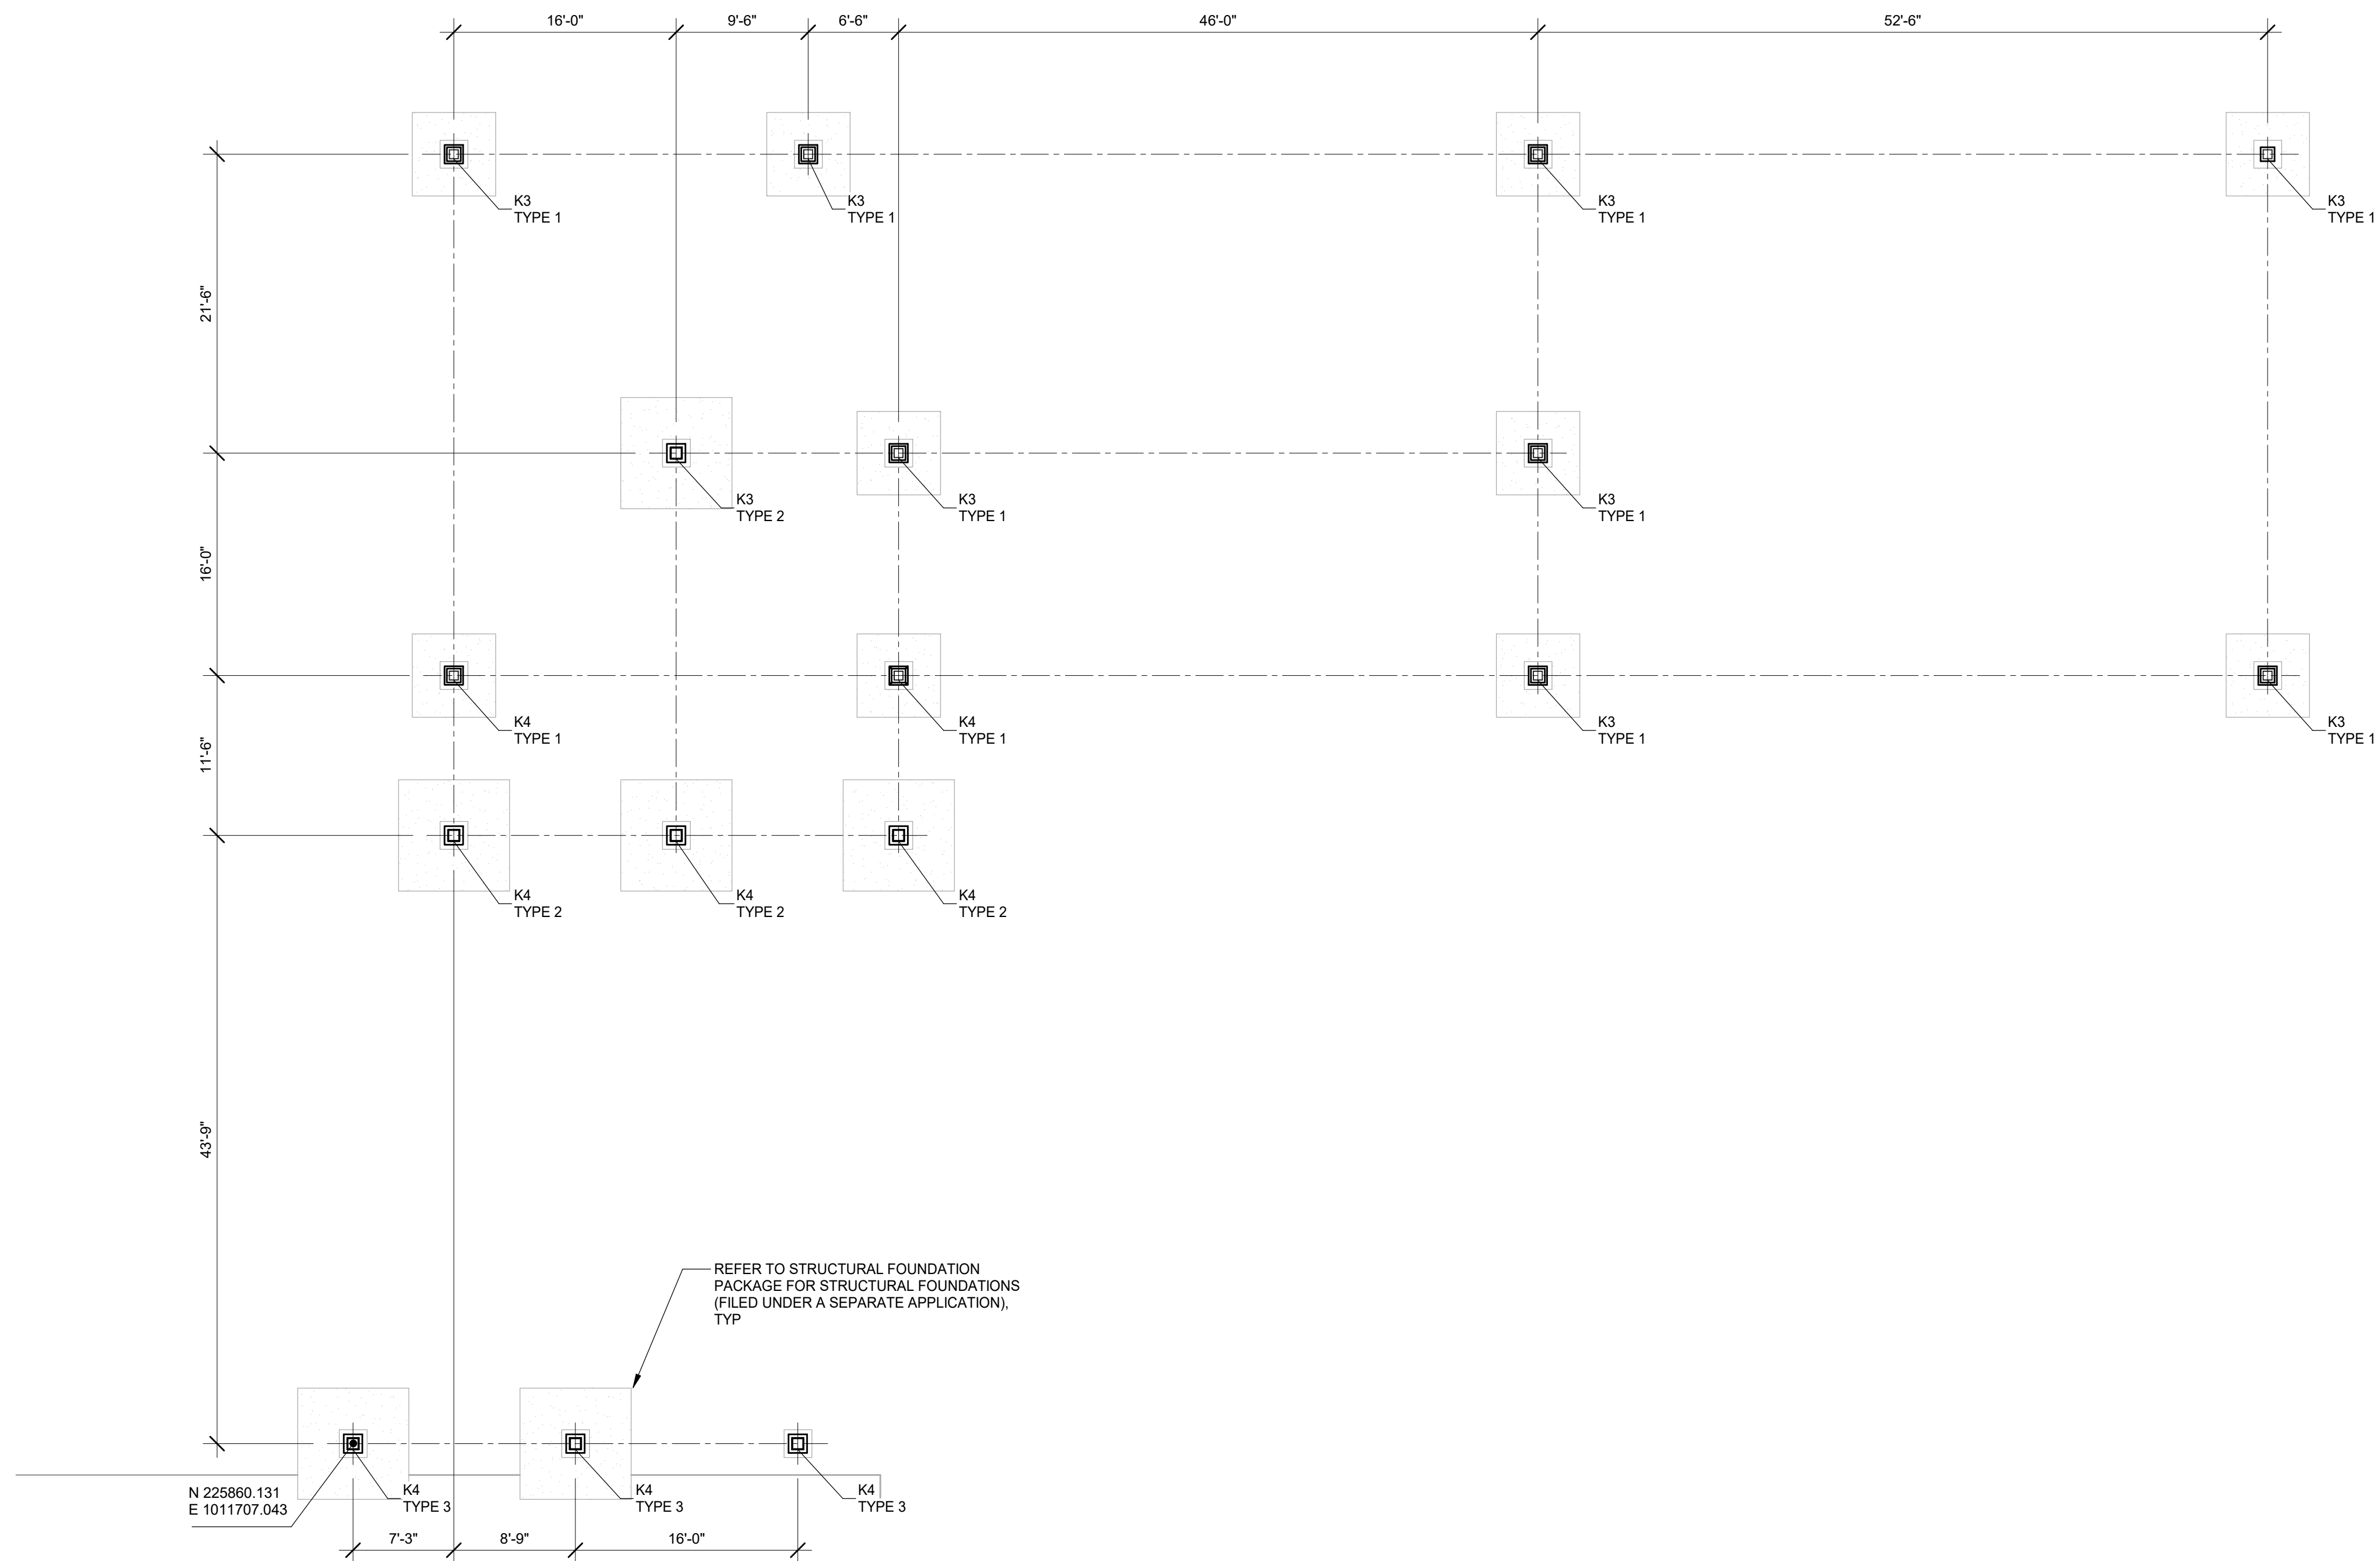 16'-0"
9'-6"
6'-6"
46'-0"
52'-6"
K3
TYPE 1
K3
TYPE 1
K3
TYPE 1
K3
TYPE 1
21'-6"
K3
TYPE 2
K3
TYPE 1
K3
TYPE 1
16'-0"
K4
TYPE 1
K4
TYPE 1
K3
TYPE 1
K3
TYPE 1
11'-6"
K4
TYPE 2
K4
TYPE 2
K4
TYPE 2
43'-9"
REFER TO STRUCTURAL FOUNDATION
PACKAGE FOR STRUCTURAL FOUNDATIONS
(FILED UNDER A SEPARATE APPLICATION),
TYP
N 225860.131
E 1011707.043
K4
TYPE 3
K4
TYPE 3
K4
TYPE 3
7'-3"
8'-9"
16'-0"